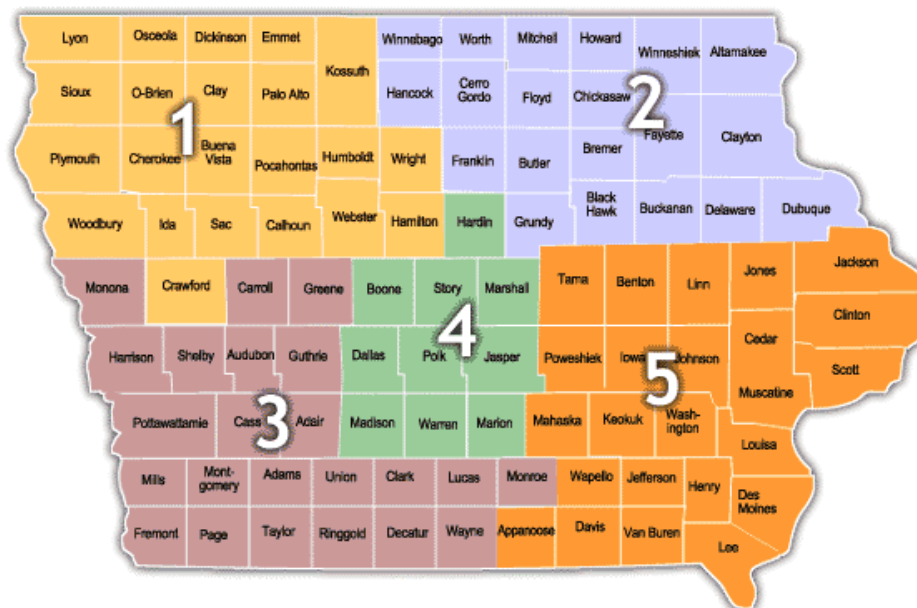 Lyon
Osceola
Dickinson
Emmet
Kossuth
Winnebago
Worth
Mitchell
Howard
Winneshiek
Altamakee
Sioux
O-Brien
Clay
Palo Alto
Hancock
Cerro
Gordo
Floyd
Chickasaw
1
2
Plymouth
Cherokee
Buena
Vista
Pocahontas
Humboldt
Wright
Franklin
Butler
Bremer
Fayette
Clayton
Woodbury
Ida
Sac
Calhoun
Webster
Hamilton
Hardin
Grundy
Black
Hawk
Buckanan
Delaware
Dubuque
Monona
Crawford
Carroll
Greene
Boone
Story
Marshall
Tama
Benton
Linn
Jones
Jackson
Clinton
4
Harrison
Shelby
Audubon
Guthrie
Dallas
Polk
Jasper
Poweshiek
Iowa
Johnson
Cedar
Scott
5
Muscatine
3
Pottawattamie
Cass
Adair
Madison
Warren
Marion
Mahaska
Keokuk
Wash-
ington
Louisa
Mills
Mont-
gomery
Adams
Union
Clark
Lucas
Monroe
Wapello
Jefferson
Henry
Des
Moines
Fremont
Page
Taylor
Ringgold
Decatur
Wayne
Appanoose
Davis
Van Buren
Lee